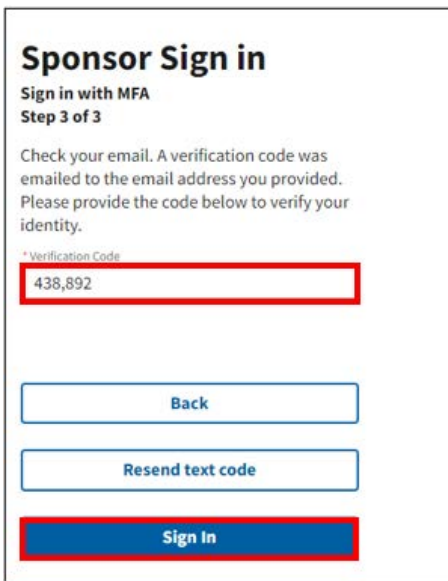 Sponsor Sign in
Sign in with MFA
Step 3 of 3
Check your email. A verification code was
emailed to the email address you provided.
Please provide the code below to verify your
identity.
* Verification Code
438,892
Back
Resend text code
Sign In